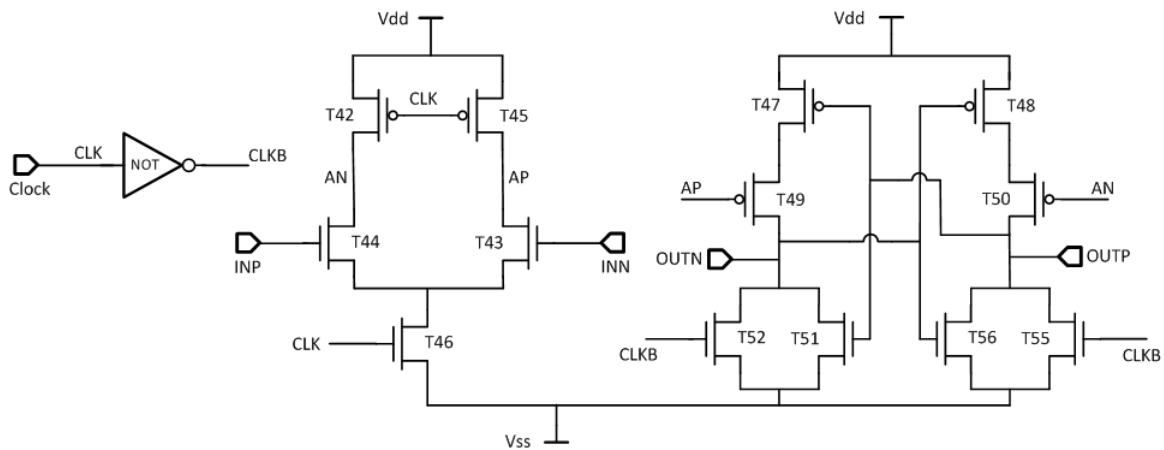 Vdd
Vdd
T42
CLK
T45
T47
T48
CLK
NOT
CLKB
Clock
AN
AP
AP
T49
T50
AN
T44
T43
INP
INN
OUTN
OUTP
CLK
T46
T52
T51
T56
T55
CLKB
CLKB
Vss